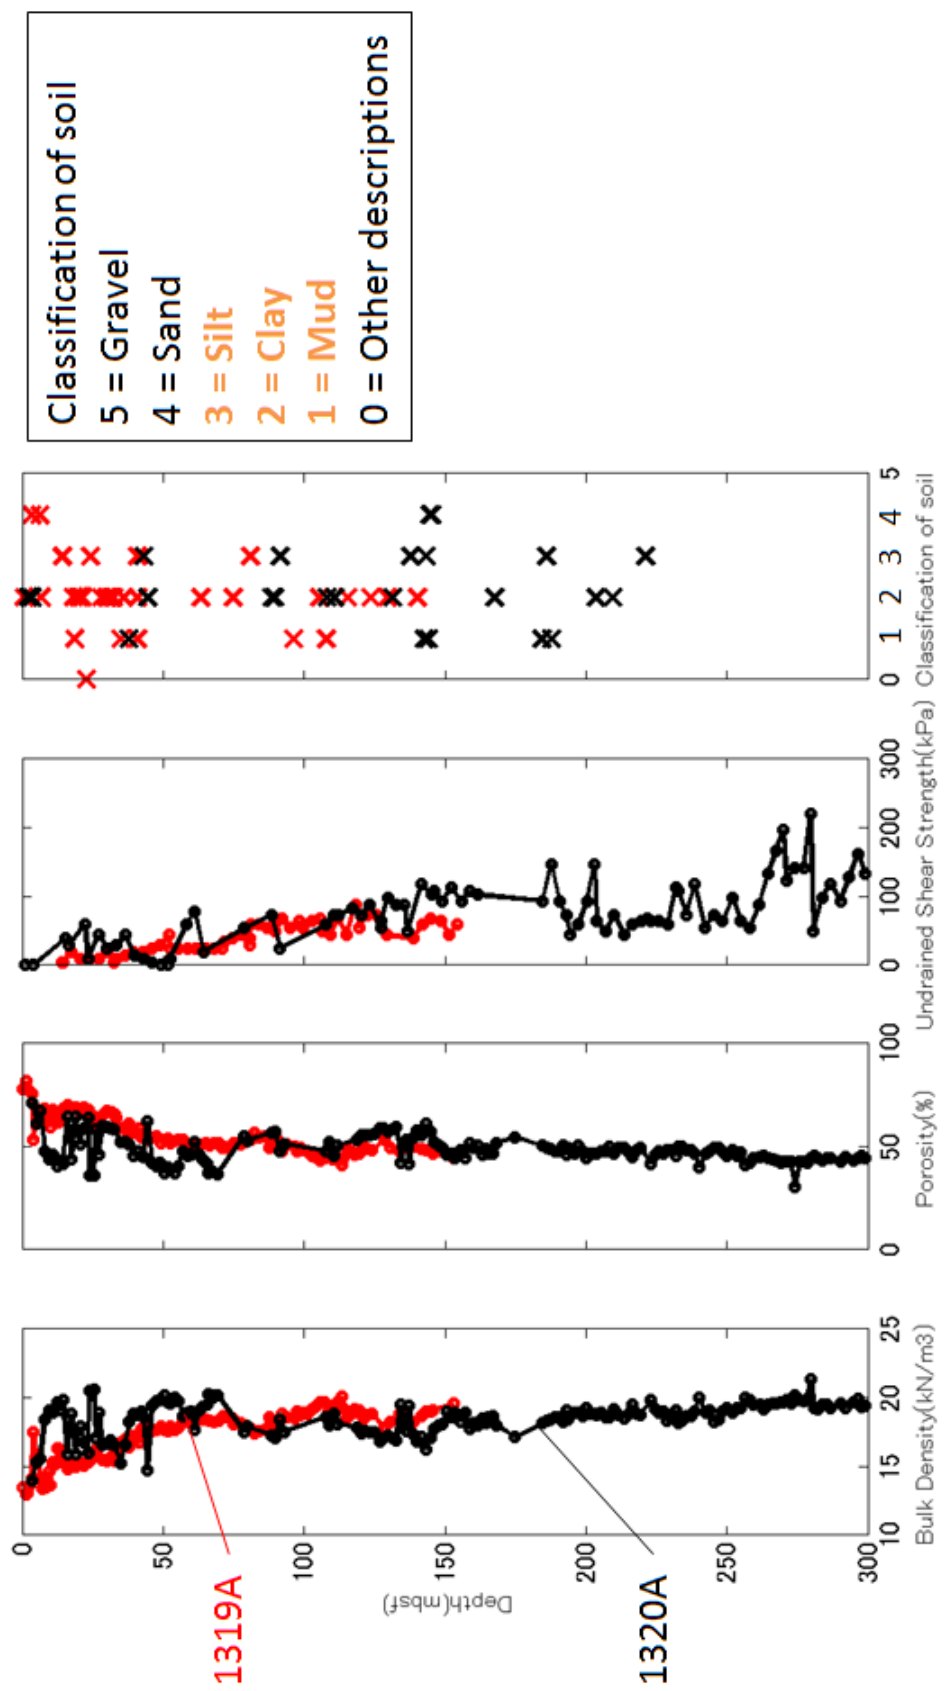 Classification of soil
5 = Gravel
4 = Sand
3 = Silt
2 = Clay
1 = Mud
0 = Other descriptions
1319A
1320A
Depth(mbsf)
0
50
100
150
200
250
300
10 15 20 25
Bulk Density(kN/m3)
0 50 100
Porosity(%)
0 100 200 300
Undrained Shear Strength(kPa)
0 1 2 3 4 5
Classification of soil